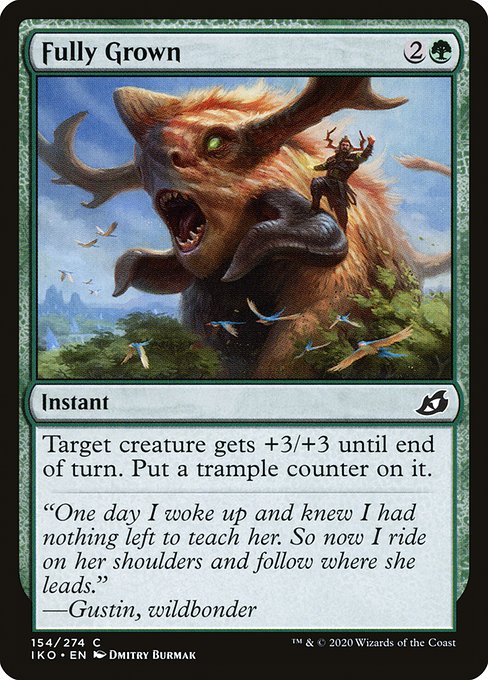 Fully Grown 2
Instant
Target creature gets +3/+3 until end
of turn. Put a trample counter on it.
“One day I woke up and knew I had
nothing left to teach her. So now I ride
on her shoulders and follow where she
leads.”
—Gustin, wildbonder
154/274 C ™ & © 2020 Wizards of the Coast
IKO • EN Dmitry Burmak